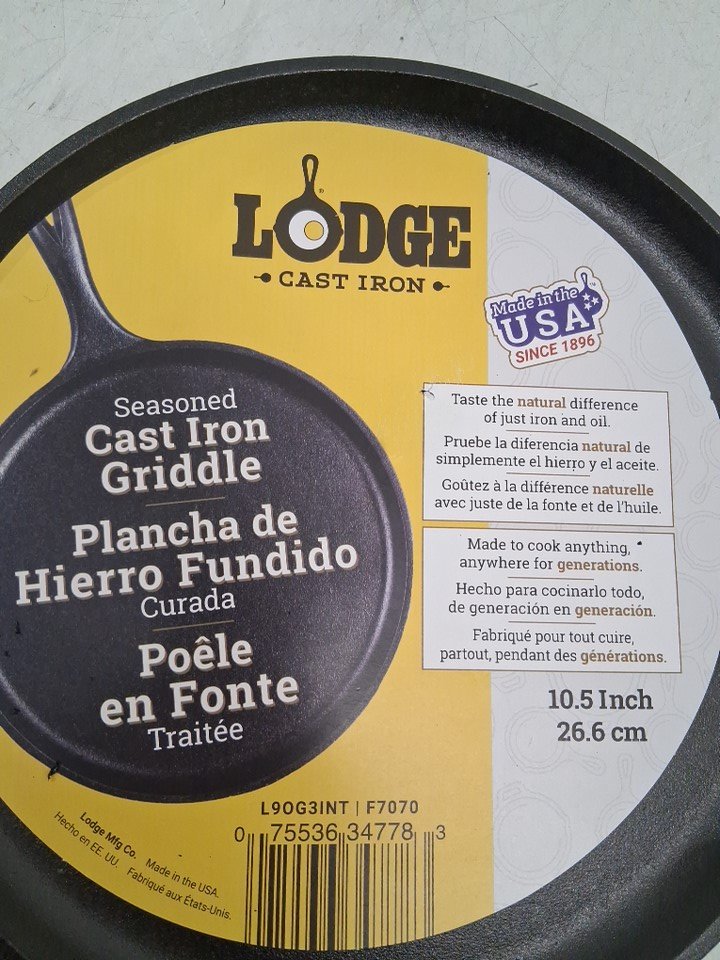 LODGE
CAST IRON
Made in the
USA
SINCE 1896
Seasoned
Cast Iron
Griddle
Plancha de
Hierro Fundido
Curada
Poêle
en Fonte
Traitée
Taste the natural difference
of just iron and oil.
Pruebe la diferencia natural de
simplemente el hierro y el aceite.
Goûtez à la différence naturelle
avec juste de la fonte et de l'huile.
Made to cook anything,
anywhere for generations.
Hecho para cocinarlo todo,
de generación en generación.
Fabriqué pour tout cuire,
partout, pendant des générations.
10.5 Inch
26.6 cm
L9OG3INT | F7070
0 75536 34778 3
Lodge Mfg Co. Made in the USA.
Hecho en EE. UU. Fabriqué aux États-Unis.